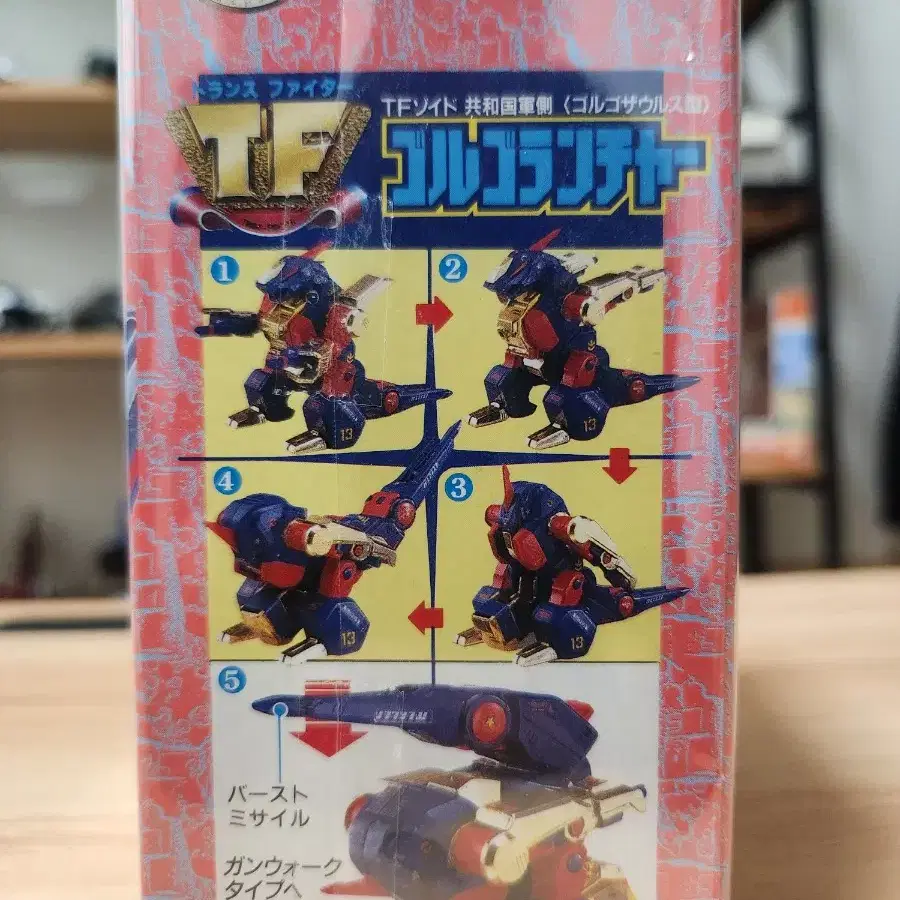 トランス ファイター
TF
TFゾイド 共和国軍側〈ゴルゴザウルス型〉
ゴルゴランチャー
1
2
13
13
4
3
13
13
5
4
バースト
ミサイル
ガンウォーク
タイプへ